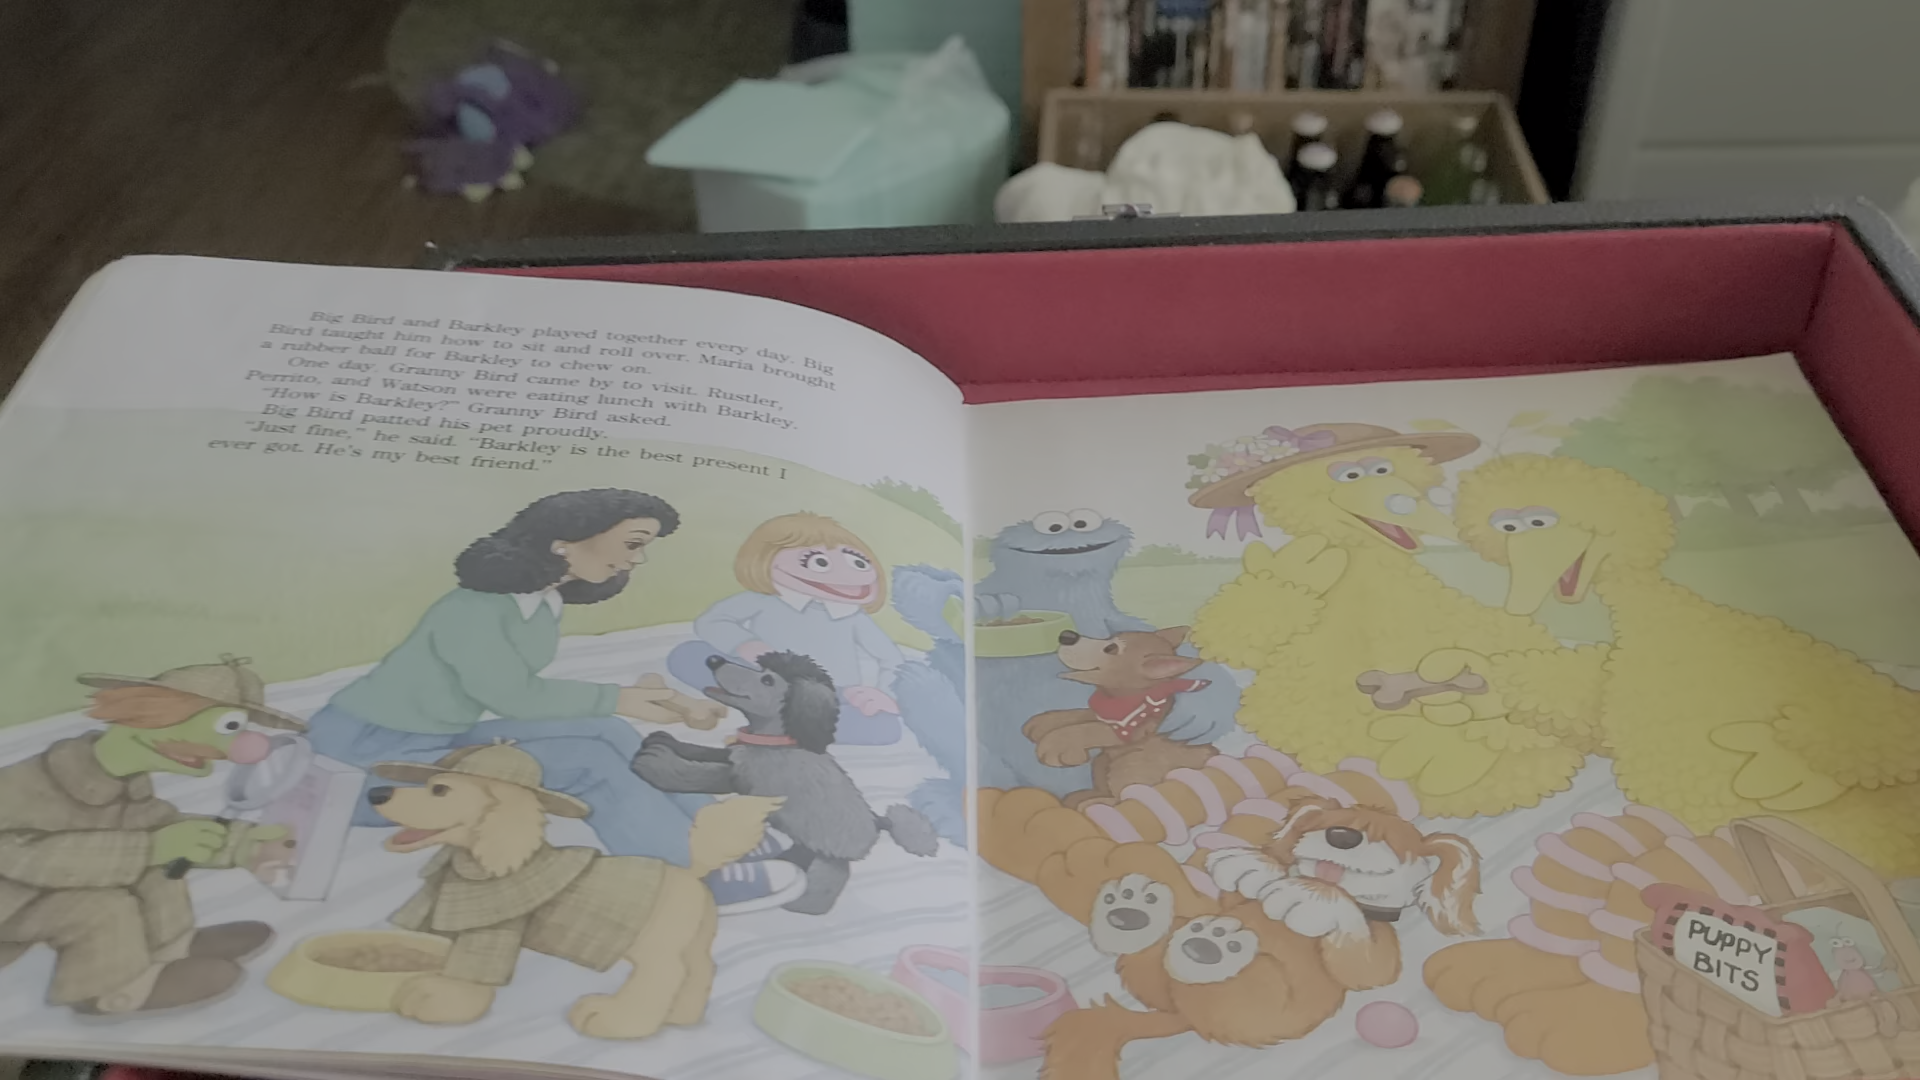 Big Bird and Barkley played together every day. Big
Bird taught him how to sit and roll over. Maria brought
a rubber ball for Barkley to chew on.
One day, Granny Bird came by to visit. Rustler,
Perrito, and Watson were eating lunch with Barkley.
"How is Barkley?" Granny Bird asked.
Big Bird patted his pet proudly.
"Just fine," he said. "Barkley is the best present I
ever got. He's my best friend."
PUPPY
BITS